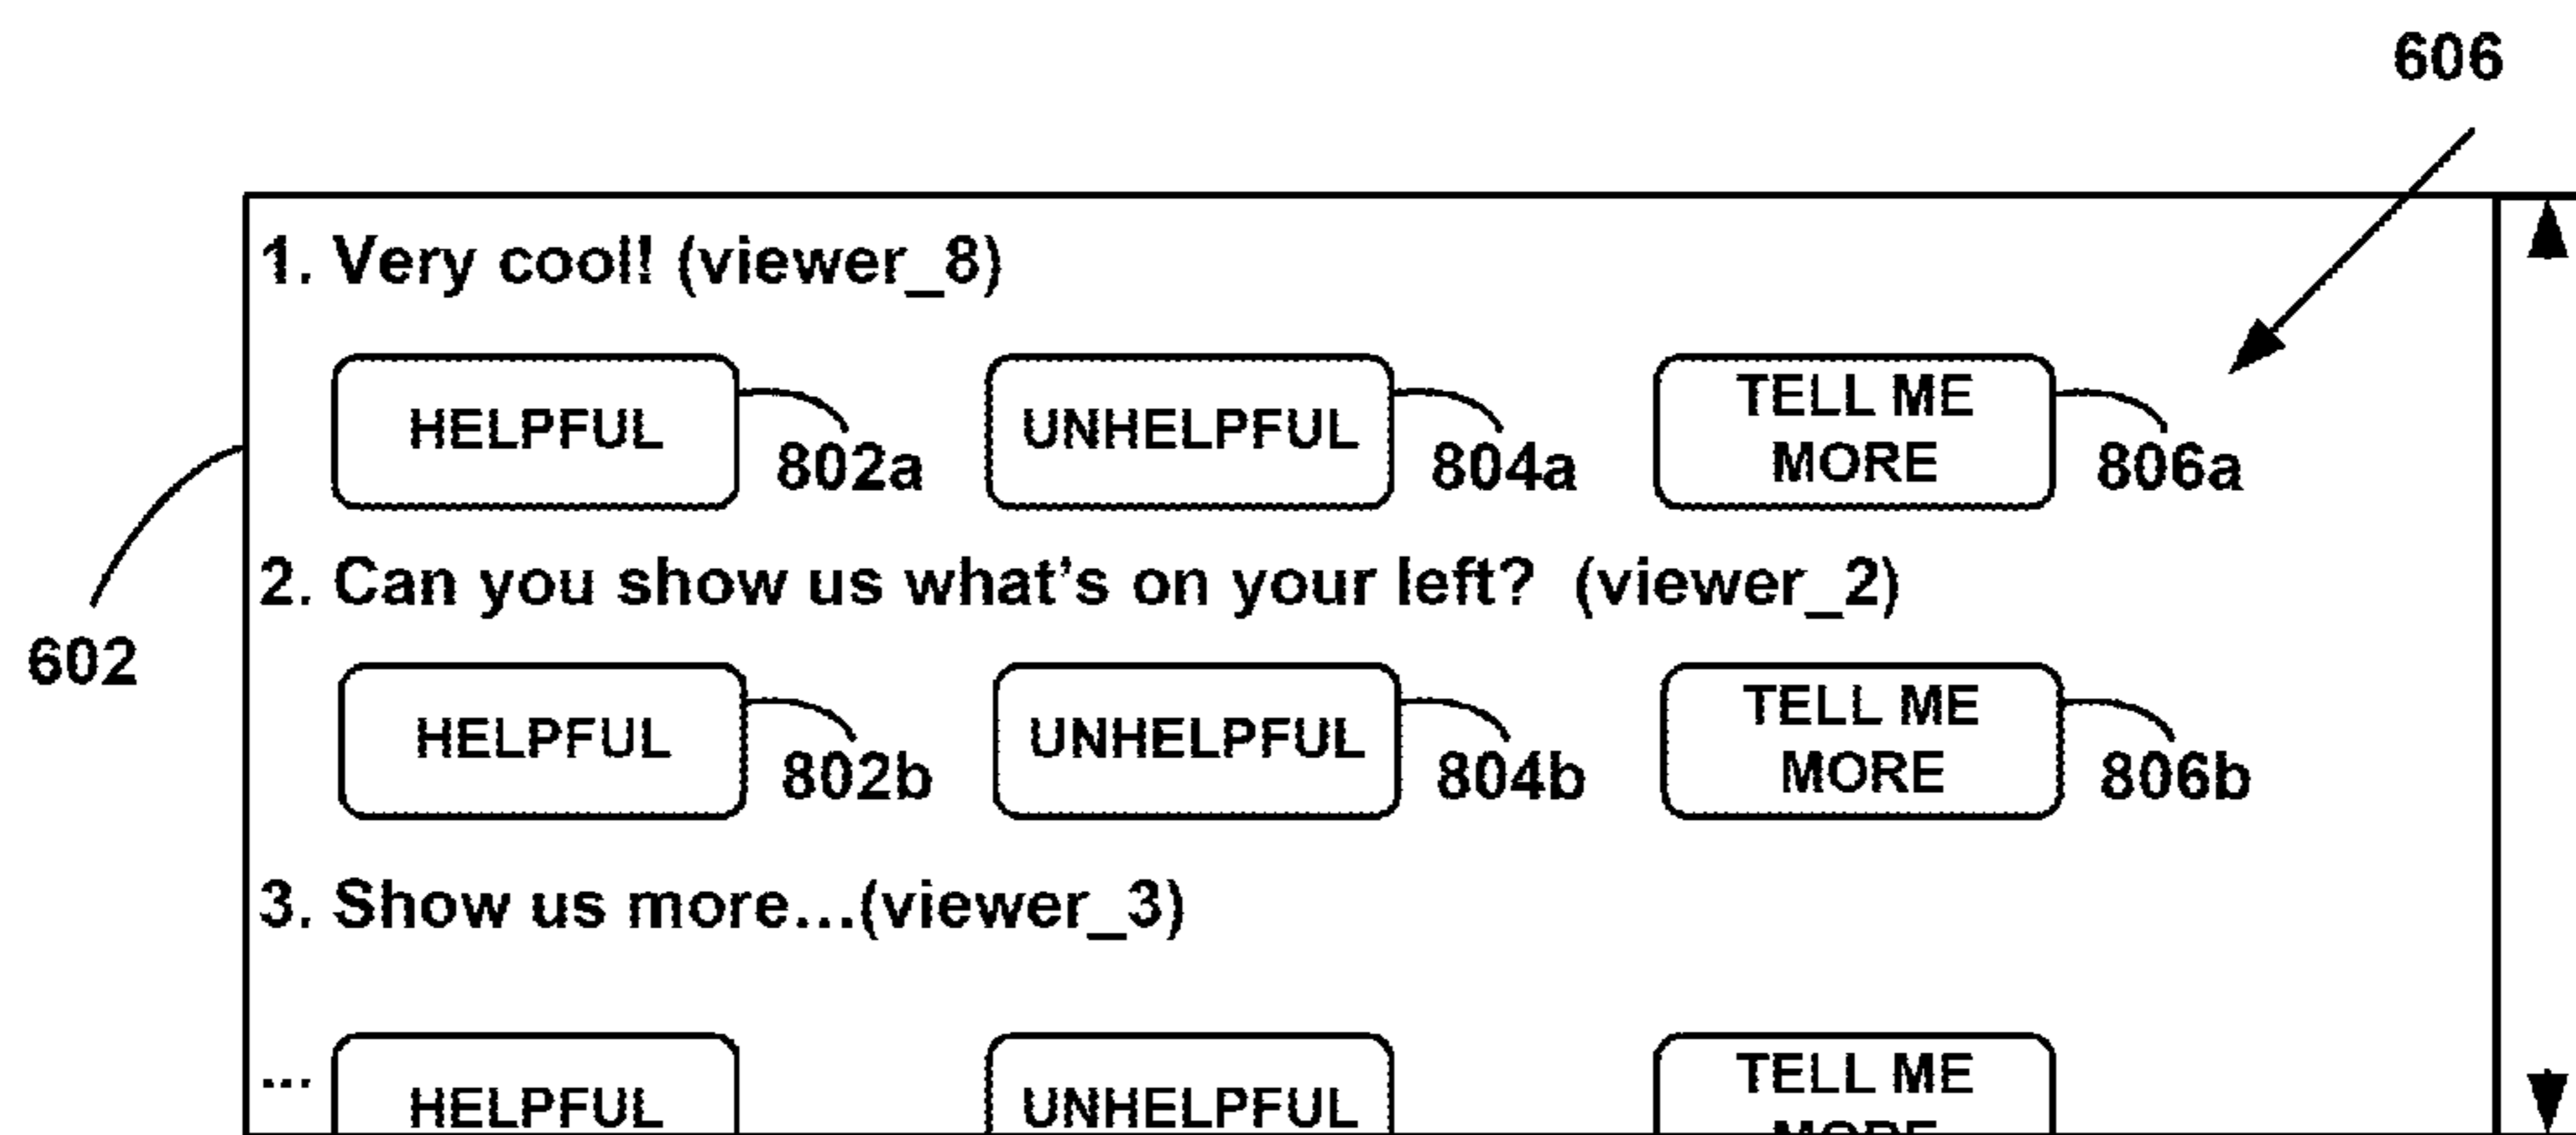 606
1. Very cool! (viewer_8)
HELPFUL
802a
UNHELPFUL
804a
TELL ME
MORE
806a
2. Can you show us what's on your left?  (viewer_2)
602
HELPFUL
802b
UNHELPFUL
804b
TELL ME
MORE
806b
3. Show us more...(viewer_3)
...
HELPFUL
UNHELPFUL
TELL ME
MORE